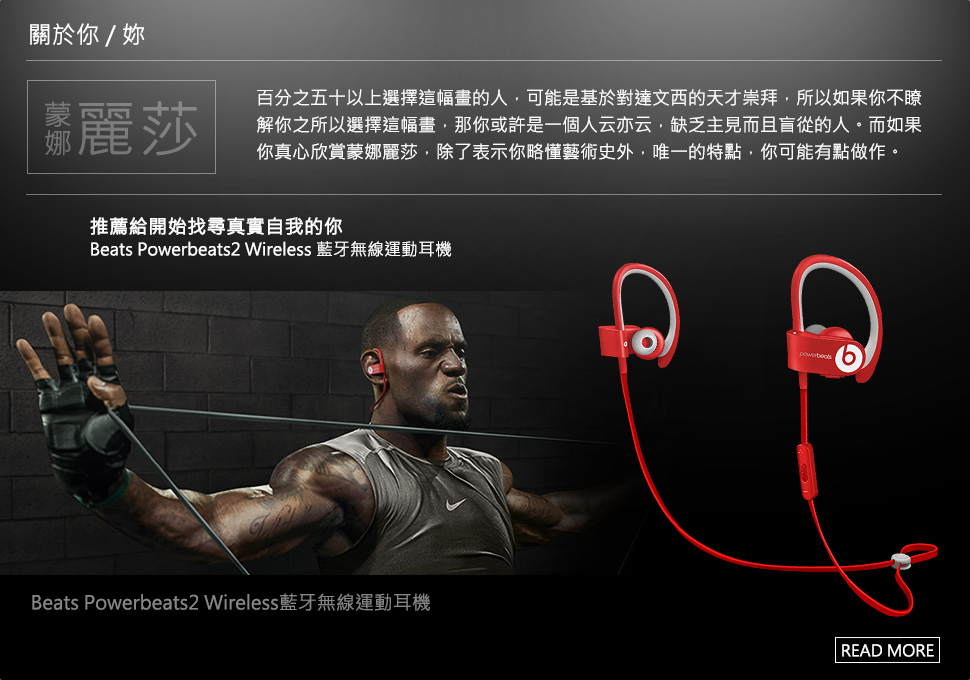 關於你 / 妳
蒙娜麗莎
百分之五十以上選擇這幅畫的人，可能是基於對達文西的天才崇拜，所以如果你不瞭
解你之所以選擇這幅畫，那你或許是一個人云亦云，缺乏主見而且盲從的人。而如果
你真心欣賞蒙娜麗莎，除了表示你略懂藝術史外，唯一的特點，你可能有點做作。
推薦給開始找尋真實自我的你
Beats Powerbeats2 Wireless 藍牙無線運動耳機
powerbeats
b
Beats Powerbeats2 Wireless藍牙無線運動耳機
READ MORE